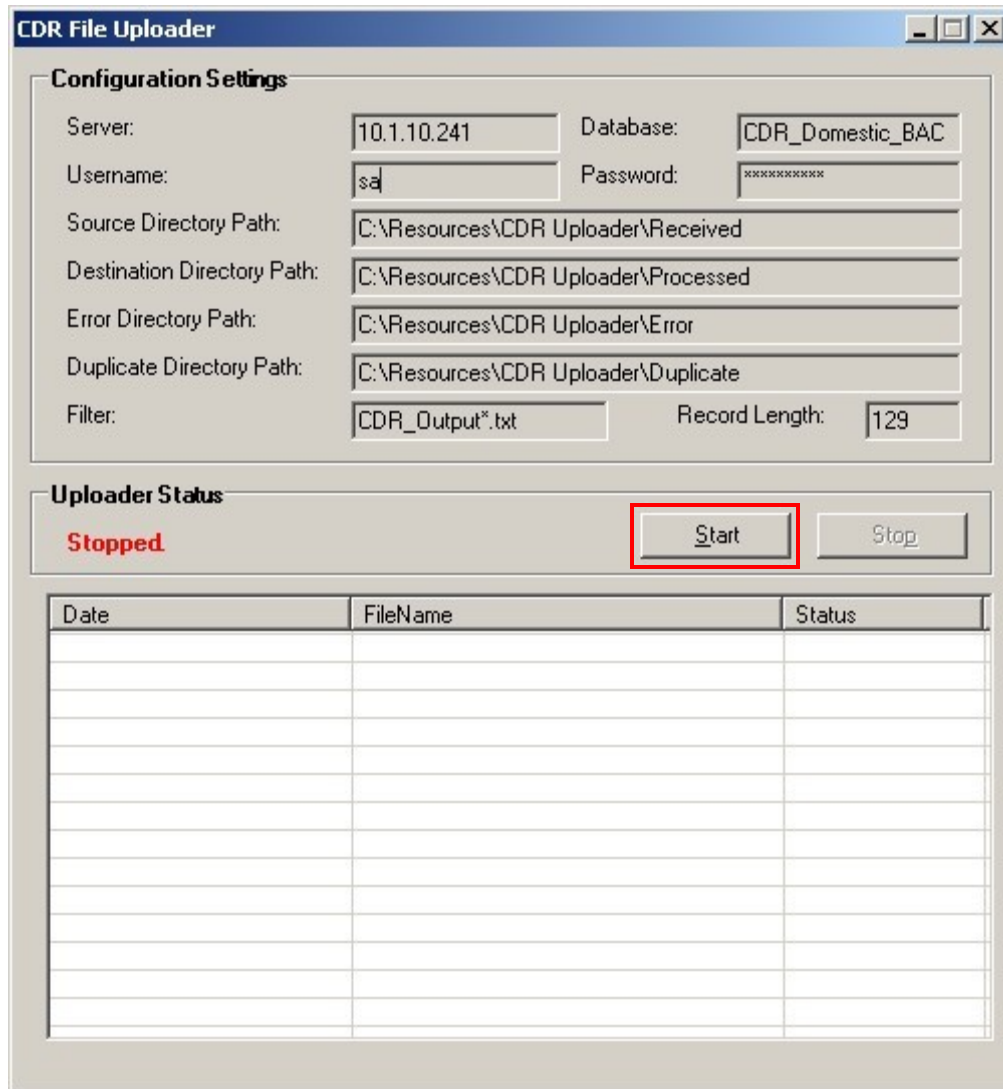 CDR File Uploader
Configuration Settings
Server: 10.1.10.241 Database: CDR_Domestic_BAC
Username: sa Password: **********
Source Directory Path: C:\Resources\CDR Uploader\Received
Destination Directory Path: C:\Resources\CDR Uploader\Processed
Error Directory Path: C:\Resources\CDR Uploader\Error
Duplicate Directory Path: C:\Resources\CDR Uploader\Duplicate
Filter: CDR_Output*.txt Record Length: 129
Uploader Status
Stopped. Start Stop
Date FileName Status